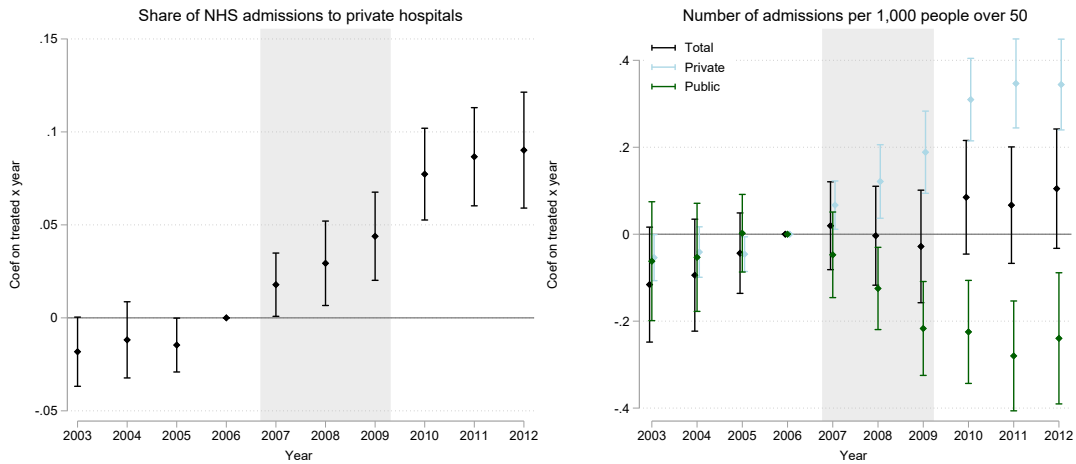 Share of NHS admissions to private hospitals
.15
.1
.05
0
-.05
Coef on treated x year
2003 2004 2005 2006 2007 2008 2009 2010 2011 2012
Year
Number of admissions per 1,000 people over 50
Total
Private
Public
.4
.2
0
-.2
-.4
Coef on treated x year
2003 2004 2005 2006 2007 2008 2009 2010 2011 2012
Year